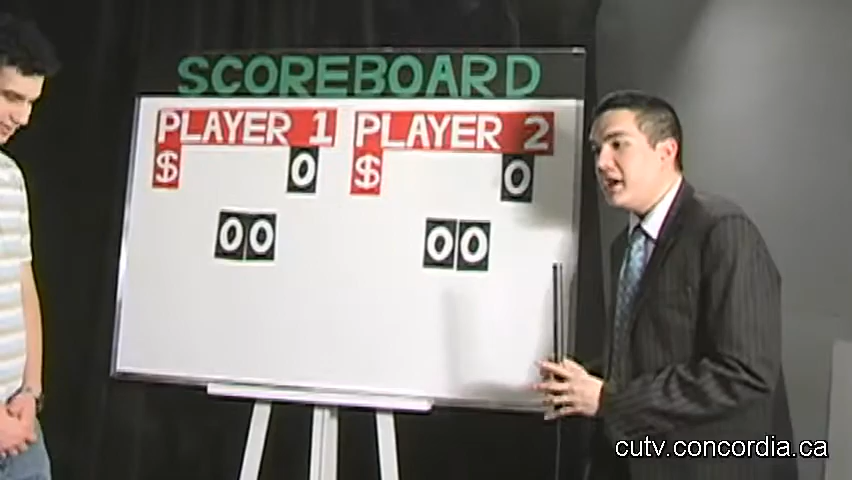 SCOREBOARD
PLAYER 1 PLAYER 2
$ 0 $ 0
00 00
cutv.concordia.ca